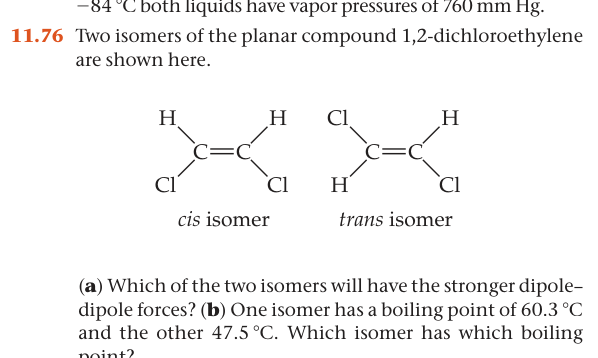 −84 °C both liquids have vapor pressures of 760 mm Hg.
11.76 Two isomers of the planar compound 1,2-dichloroethylene
are shown here.
H H Cl H
C=C C=C
Cl Cl H Cl
cis isomer trans isomer
(a) Which of the two isomers will have the stronger dipole–
dipole forces? (b) One isomer has a boiling point of 60.3 °C
and the other 47.5 °C. Which isomer has which boiling
point?